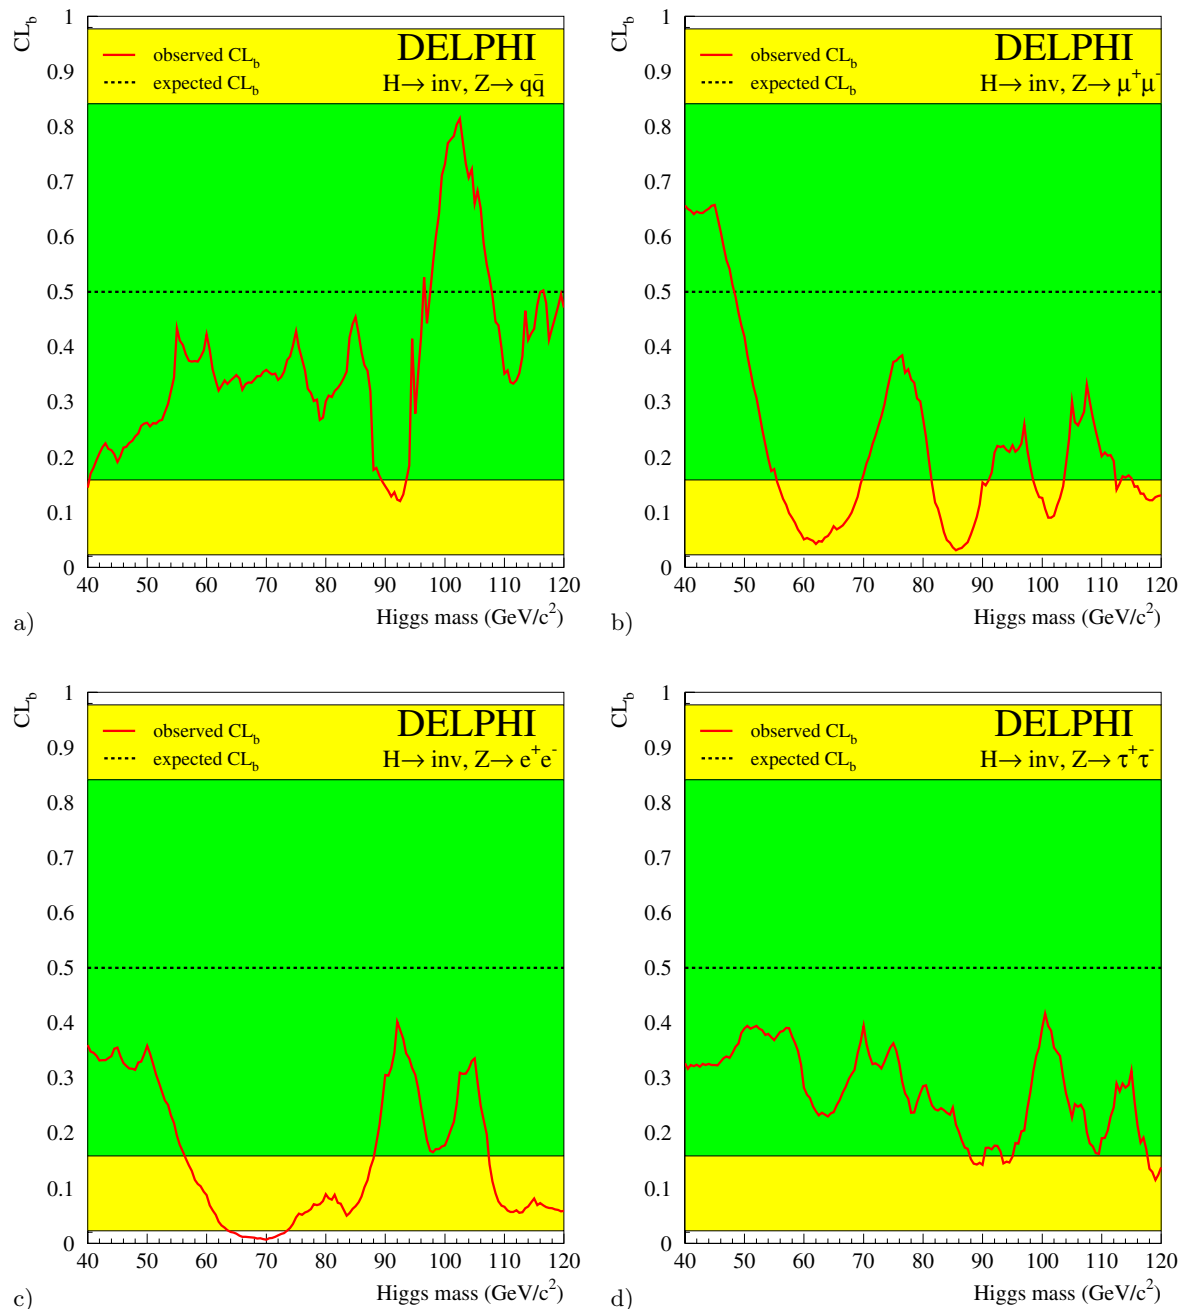 CL_b
1
0.9
0.8
0.7
0.6
0.5
0.4
0.3
0.2
0.1
0
observed CL_b
expected CL_b
DELPHI
H→ inv, Z→ qq̄
40 50 60 70 80 90 100 110 120
Higgs mass (GeV/c²)
a)
CL_b
1
0.9
0.8
0.7
0.6
0.5
0.4
0.3
0.2
0.1
0
observed CL_b
expected CL_b
DELPHI
H→ inv, Z→ μ⁺μ⁻
40 50 60 70 80 90 100 110 120
Higgs mass (GeV/c²)
b)
CL_b
1
0.9
0.8
0.7
0.6
0.5
0.4
0.3
0.2
0.1
0
observed CL_b
expected CL_b
DELPHI
H→ inv, Z→ e⁺e⁻
40 50 60 70 80 90 100 110 120
Higgs mass (GeV/c²)
c)
CL_b
1
0.9
0.8
0.7
0.6
0.5
0.4
0.3
0.2
0.1
0
observed CL_b
expected CL_b
DELPHI
H→ inv, Z→ τ⁺τ⁻
40 50 60 70 80 90 100 110 120
Higgs mass (GeV/c²)
d)